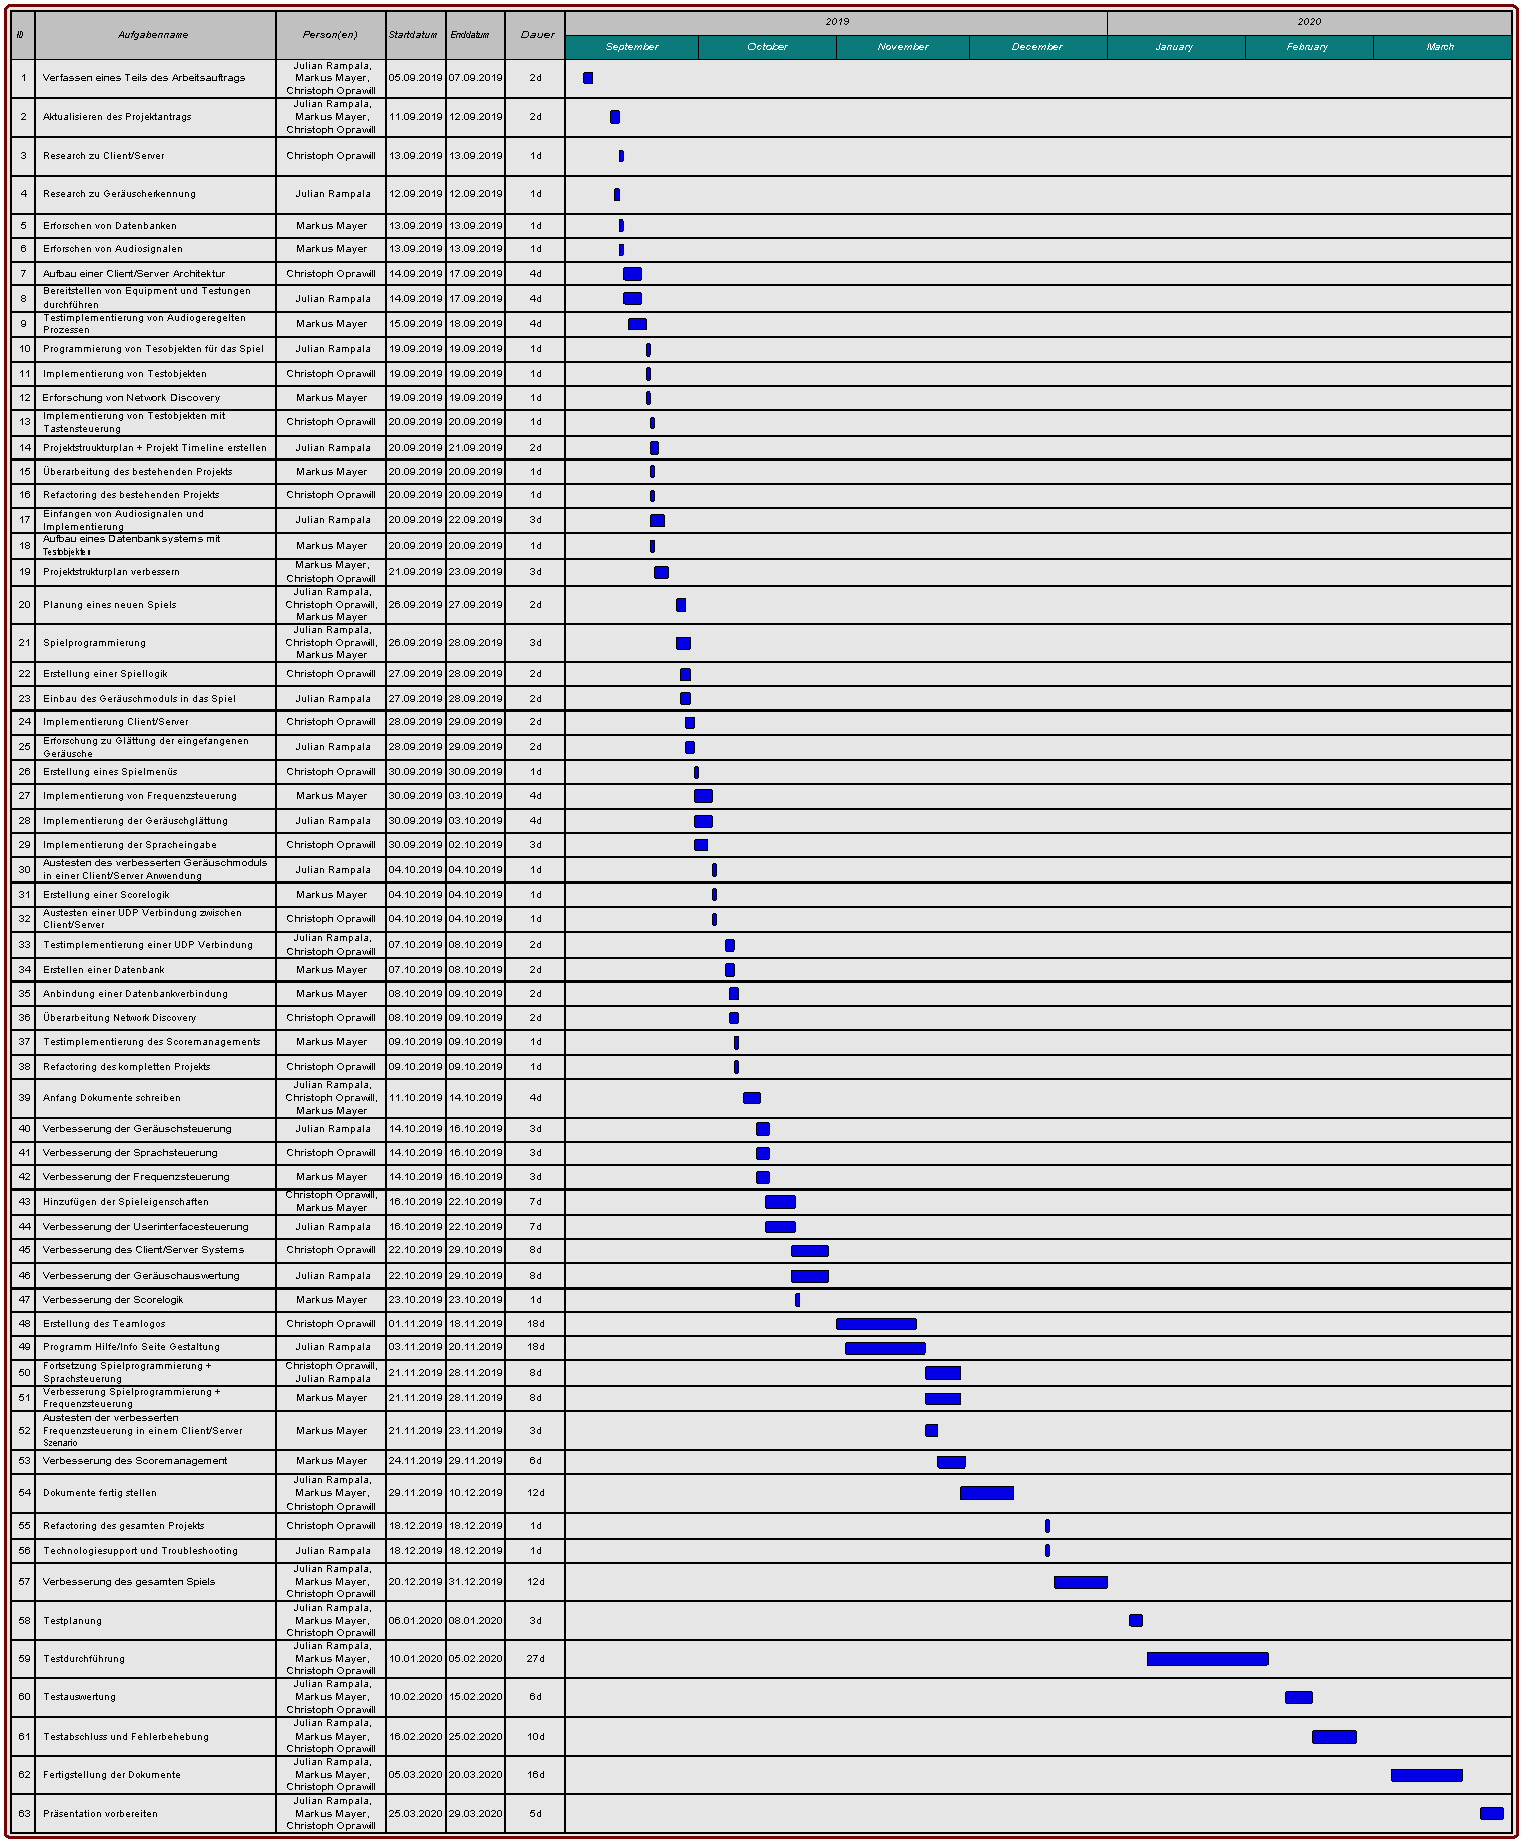 2019 2020
ID Aufgabenname Person(en) Startdatum Enddatum Dauer
September October November December January February March
1 Verfassen eines Teils des Arbeitsauftrags Julian Rampala, Markus Mayer, Christoph Oprawill 05.09.2019 07.09.2019 2d
2 Aktualisieren des Projektantrags Julian Rampala, Markus Mayer, Christoph Oprawill 11.09.2019 12.09.2019 2d
3 Research zu Client/Server Christoph Oprawill 13.09.2019 13.09.2019 1d
4 Research zu Geräuscherkennung Julian Rampala 12.09.2019 12.09.2019 1d
5 Erforschen von Datenbanken Markus Mayer 13.09.2019 13.09.2019 1d
6 Erforschen von Audiosignalen Markus Mayer 13.09.2019 13.09.2019 1d
7 Aufbau einer Client/Server Architektur Christoph Oprawill 14.09.2019 17.09.2019 4d
8 Bereitstellen von Equipment und Testungen durchführen Julian Rampala 14.09.2019 17.09.2019 4d
9 Testimplementierung von Audiogeregelten Prozessen Markus Mayer 15.09.2019 18.09.2019 4d
10 Programmierung von Tesobjekten für das Spiel Julian Rampala 19.09.2019 19.09.2019 1d
11 Implementierung von Testobjekten Christoph Oprawill 19.09.2019 19.09.2019 1d
12 Erforschung von Network Discovery Markus Mayer 19.09.2019 19.09.2019 1d
13 Implementierung von Testobjekten mit Tastensteuerung Christoph Oprawill 20.09.2019 20.09.2019 1d
14 Projektstruukturplan + Projekt Timeline erstellen Julian Rampala 20.09.2019 21.09.2019 2d
15 Überarbeitung des bestehenden Projekts Markus Mayer 20.09.2019 20.09.2019 1d
16 Refactoring des bestehenden Projekts Christoph Oprawill 20.09.2019 20.09.2019 1d
17 Einfangen von Audiosignalen und Implementierung Julian Rampala 20.09.2019 22.09.2019 3d
18 Aufbau eines Datenbanksystems mit Testobjekten Markus Mayer 20.09.2019 20.09.2019 1d
19 Projektstrukturplan verbessern Markus Mayer, Christoph Oprawill 21.09.2019 23.09.2019 3d
20 Planung eines neuen Spiels Julian Rampala, Christoph Oprawill, Markus Mayer 26.09.2019 27.09.2019 2d
21 Spielprogrammierung Julian Rampala, Christoph Oprawill, Markus Mayer 26.09.2019 28.09.2019 3d
22 Erstellung einer Spiellogik Christoph Oprawill 27.09.2019 28.09.2019 2d
23 Einbau des Geräuschmoduls in das Spiel Julian Rampala 27.09.2019 28.09.2019 2d
24 Implementierung Client/Server Christoph Oprawill 28.09.2019 29.09.2019 2d
25 Erforschung zu Glättung der eingefangenen Geräusche Julian Rampala 28.09.2019 29.09.2019 2d
26 Erstellung eines Spielmenüs Christoph Oprawill 30.09.2019 30.09.2019 1d
27 Implementierung von Frequenzsteuerung Markus Mayer 30.09.2019 03.10.2019 4d
28 Implementierung der Geräuschglättung Julian Rampala 30.09.2019 03.10.2019 4d
29 Implementierung der Spracheingabe Christoph Oprawill 30.09.2019 02.10.2019 3d
30 Austesten des verbesserten Geräuschmoduls in einer Client/Server Anwendung Julian Rampala 04.10.2019 04.10.2019 1d
31 Erstellung einer Scorelogik Markus Mayer 04.10.2019 04.10.2019 1d
32 Austesten einer UDP Verbindung zwischen Client/Server Christoph Oprawill 04.10.2019 04.10.2019 1d
33 Testimplementierung einer UDP Verbindung Julian Rampala, Christoph Oprawill 07.10.2019 08.10.2019 2d
34 Erstellen einer Datenbank Markus Mayer 07.10.2019 08.10.2019 2d
35 Anbindung einer Datenbankverbindung Markus Mayer 08.10.2019 09.10.2019 2d
36 Überarbeitung Network Discovery Christoph Oprawill 08.10.2019 09.10.2019 2d
37 Testimplementierung des Scoremanagements Markus Mayer 09.10.2019 09.10.2019 1d
38 Refactoring des kompletten Projekts Christoph Oprawill 09.10.2019 09.10.2019 1d
39 Anfang Dokumente schreiben Julian Rampala, Christoph Oprawill, Markus Mayer 11.10.2019 14.10.2019 4d
40 Verbesserung der Geräuschsteuerung Julian Rampala 14.10.2019 16.10.2019 3d
41 Verbesserung der Sprachsteuerung Christoph Oprawill 14.10.2019 16.10.2019 3d
42 Verbesserung der Frequenzsteuerung Markus Mayer 14.10.2019 16.10.2019 3d
43 Hinzufügen der Spieleigenschaften Christoph Oprawill, Markus Mayer 16.10.2019 22.10.2019 7d
44 Verbesserung der Userinterfacesteuerung Julian Rampala 16.10.2019 22.10.2019 7d
45 Verbesserung des Client/Server Systems Christoph Oprawill 22.10.2019 29.10.2019 8d
46 Verbesserung der Geräuschauswertung Julian Rampala 22.10.2019 29.10.2019 8d
47 Verbesserung der Scorelogik Markus Mayer 23.10.2019 23.10.2019 1d
48 Erstellung des Teamlogos Christoph Oprawill 01.11.2019 18.11.2019 18d
49 Programm Hilfe/Info Seite Gestaltung Julian Rampala 03.11.2019 20.11.2019 18d
50 Fortsetzung Spielprogrammierung + Sprachsteuerung Christoph Oprawill, Julian Rampala 21.11.2019 28.11.2019 8d
51 Verbesserung Spielprogrammierung + Frequenzsteuerung Markus Mayer 21.11.2019 28.11.2019 8d
52 Austesten der verbesserten Frequenzsteuerung in einem Client/Server Szenario Markus Mayer 21.11.2019 23.11.2019 3d
53 Verbesserung des Scoremanagement Markus Mayer 24.11.2019 29.11.2019 6d
54 Dokumente fertig stellen Julian Rampala, Markus Mayer, Christoph Oprawill 29.11.2019 10.12.2019 12d
55 Refactoring des gesamten Projekts Christoph Oprawill 18.12.2019 18.12.2019 1d
56 Technologiesupport und Troubleshooting Julian Rampala 18.12.2019 18.12.2019 1d
57 Verbesserung des gesamten Spiels Julian Rampala, Markus Mayer, Christoph Oprawill 20.12.2019 31.12.2019 12d
58 Testplanung Julian Rampala, Markus Mayer, Christoph Oprawill 06.01.2020 08.01.2020 3d
59 Testdurchführung Julian Rampala, Markus Mayer, Christoph Oprawill 10.01.2020 05.02.2020 27d
60 Testauswertung Julian Rampala, Markus Mayer, Christoph Oprawill 10.02.2020 15.02.2020 6d
61 Testabschluss und Fehlerbehebung Julian Rampala, Markus Mayer, Christoph Oprawill 16.02.2020 25.02.2020 10d
62 Fertigstellung der Dokumente Julian Rampala, Markus Mayer, Christoph Oprawill 05.03.2020 20.03.2020 16d
63 Präsentation vorbereiten Julian Rampala, Markus Mayer, Christoph Oprawill 25.03.2020 29.03.2020 5d